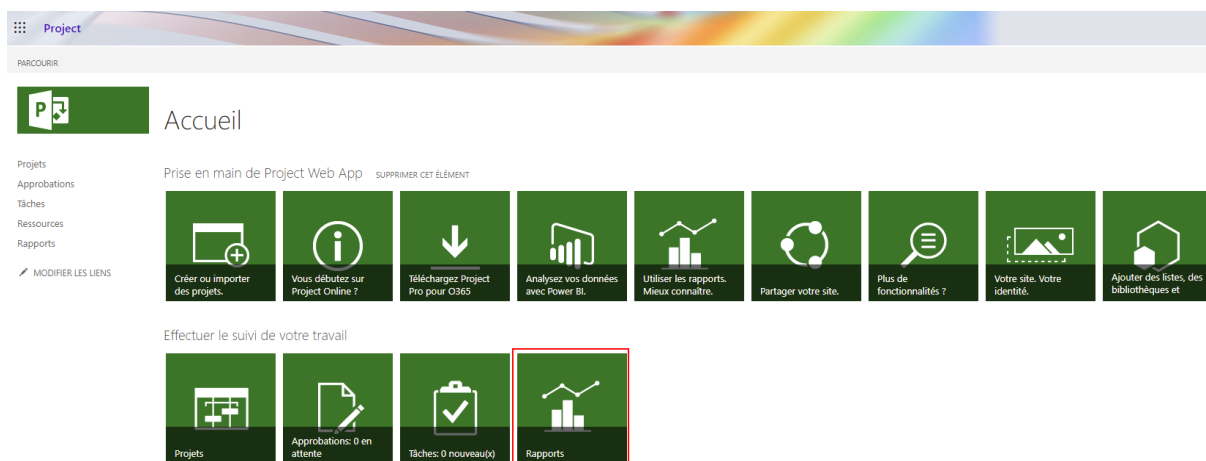 Project
PARCOURIR
P
Accueil
Projets
Approbations
Tâches
Ressources
Rapports
MODIFIER LES LIENS
Prise en main de Project Web App SUPPRIMER CET ÉLÉMENT
Créer ou importer
des projets.
Vous débutez sur
Project Online ?
Téléchargez Project
Pro pour O365
Analysez vos données
avec Power BI.
Utiliser les rapports.
Mieux connaître.
Partager votre site.
Plus de
fonctionnalités ?
Votre site. Votre
identité.
Ajouter des listes, des
bibliothèques et
Effectuer le suivi de votre travail
Projets
Approbations: 0 en
attente
Tâches: 0 nouveau(x)
Rapports